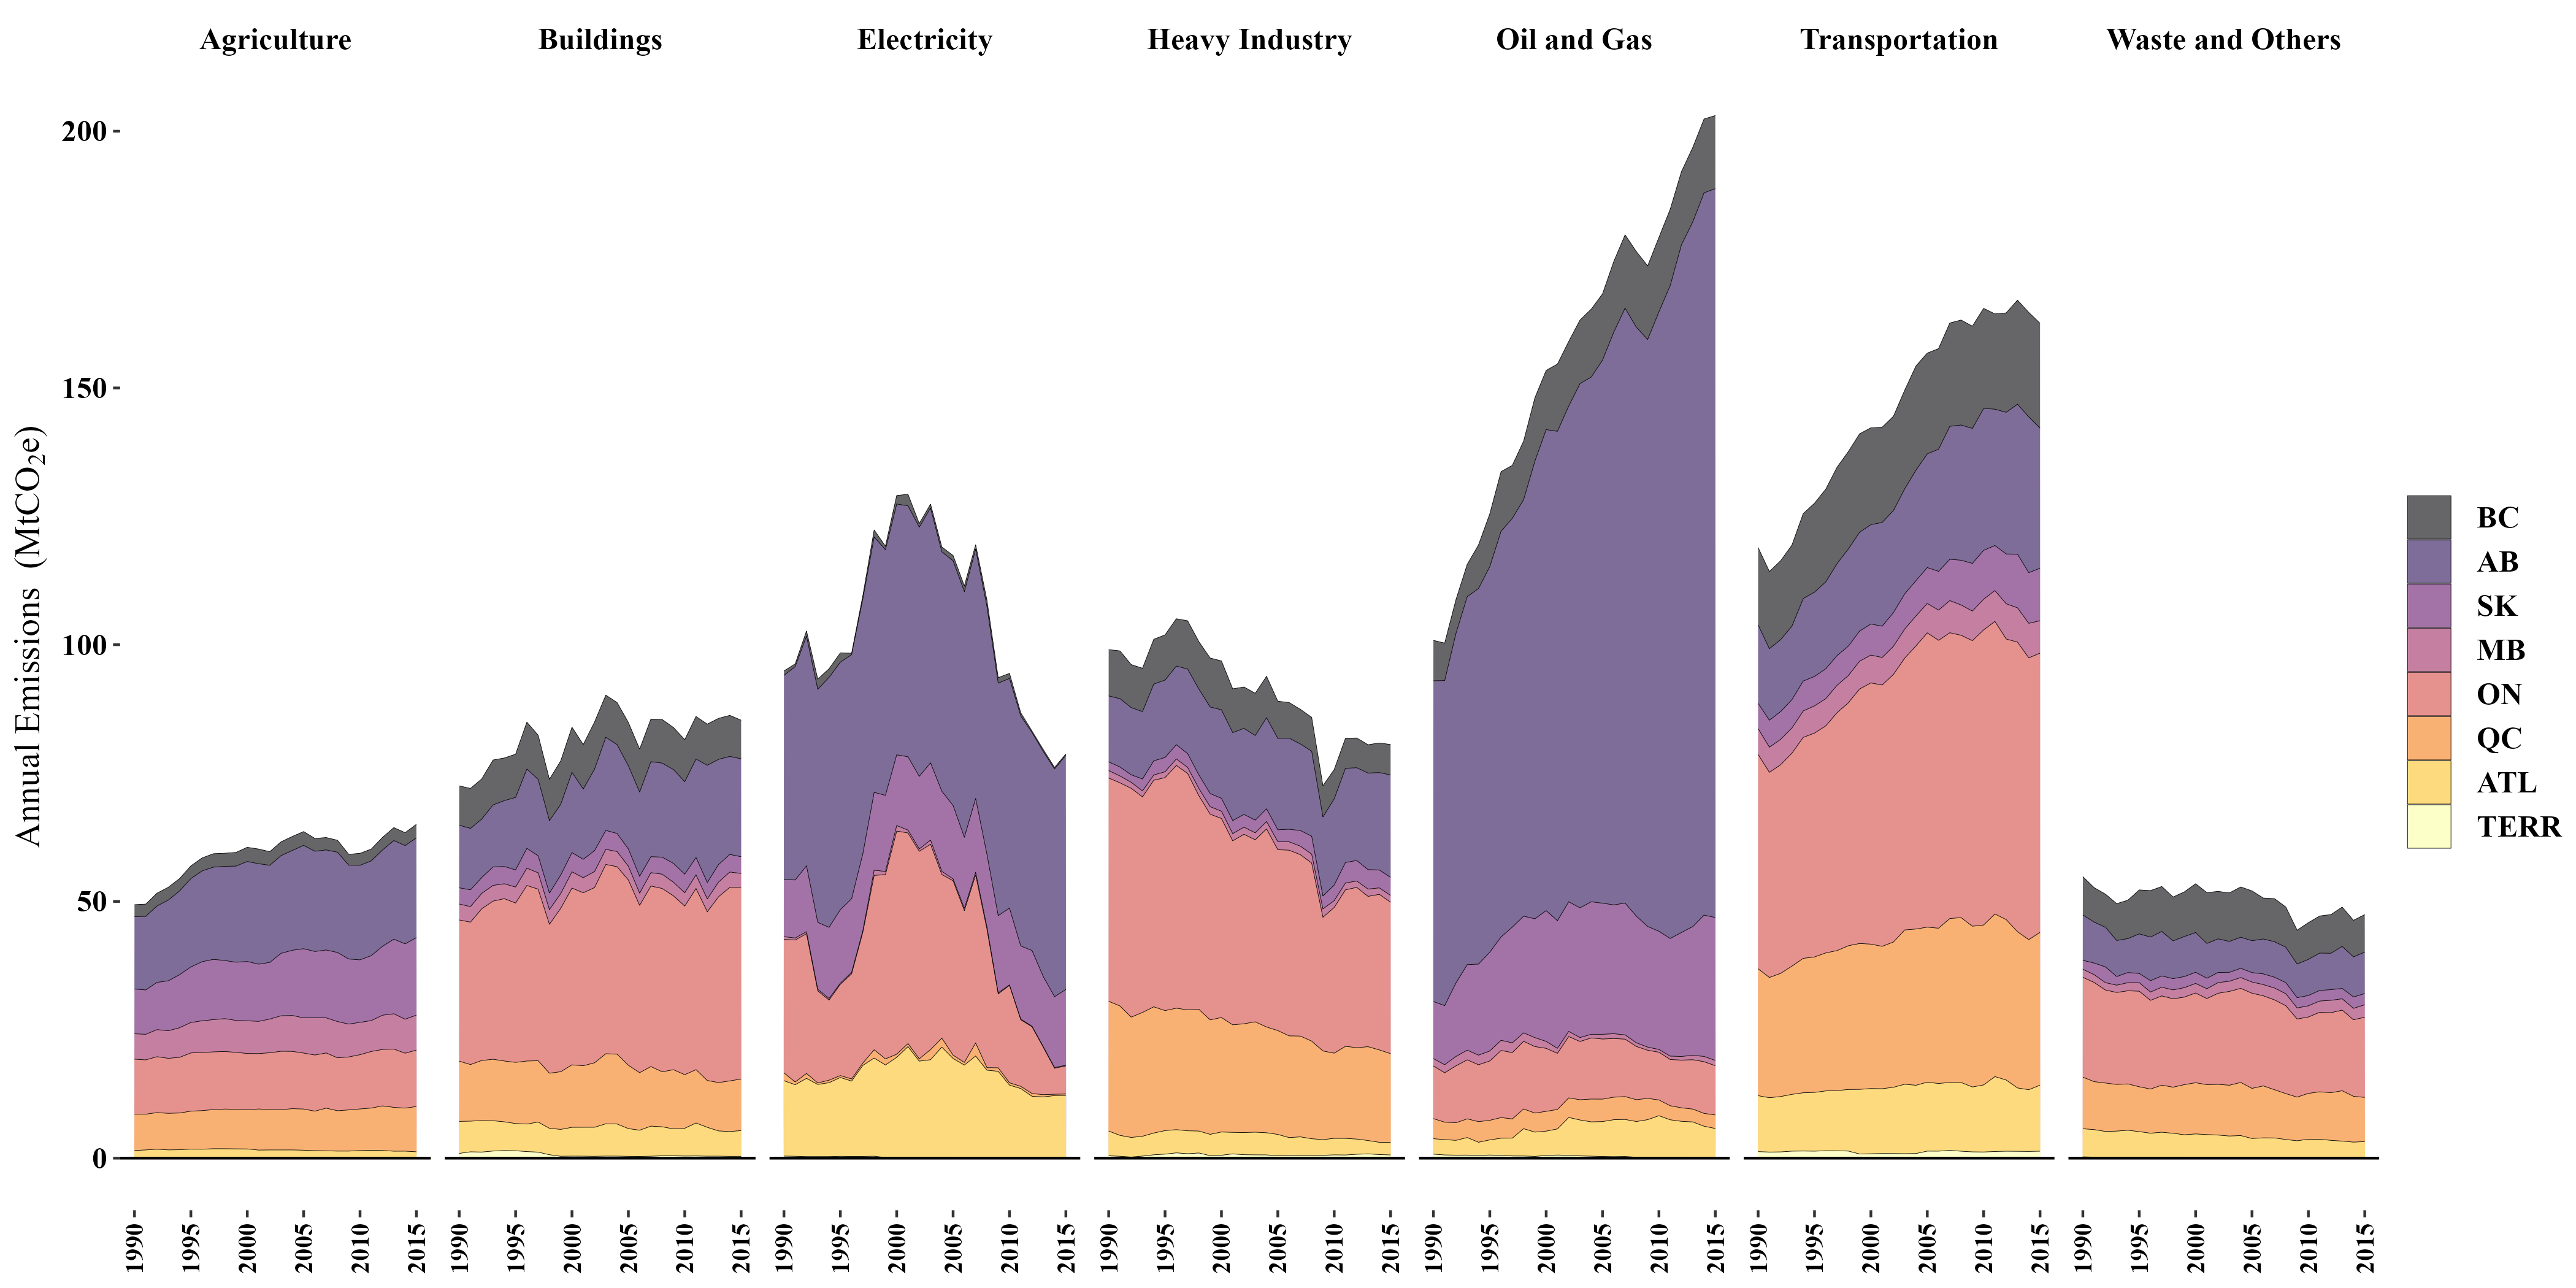 Agriculture Buildings Electricity Heavy Industry Oil and Gas Transportation Waste and Others
Annual Emissions (MtCO₂e)
200
150
100
50
0
1990 1995 2000 2005 2010 2015 1990 1995 2000 2005 2010 2015 1990 1995 2000 2005 2010 2015 1990 1995 2000 2005 2010 2015 1990 1995 2000 2005 2010 2015 1990 1995 2000 2005 2010 2015 1990 1995 2000 2005 2010 2015
BC
AB
SK
MB
ON
QC
ATL
TERR